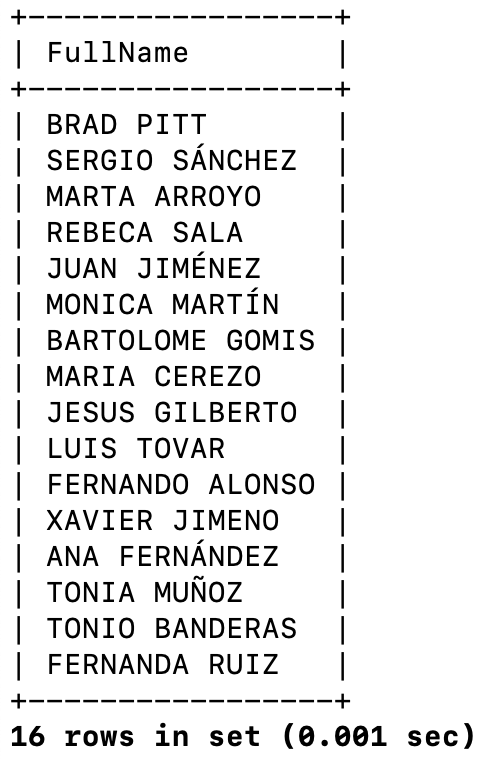 +-----------------+
| FullName        |
+-----------------+
| BRAD PITT       |
| SERGIO SÁNCHEZ  |
| MARTA ARROYO    |
| REBECA SALA     |
| JUAN JIMÉNEZ    |
| MONICA MARTÍN   |
| BARTOLOME GOMIS |
| MARIA CEREZO    |
| JESUS GILBERTO  |
| LUIS TOVAR      |
| FERNANDO ALONSO |
| XAVIER JIMENO   |
| ANA FERNÁNDEZ   |
| TONIA MUÑOZ     |
| TONIO BANDERAS  |
| FERNANDA RUIZ   |
+-----------------+
16 rows in set (0.001 sec)